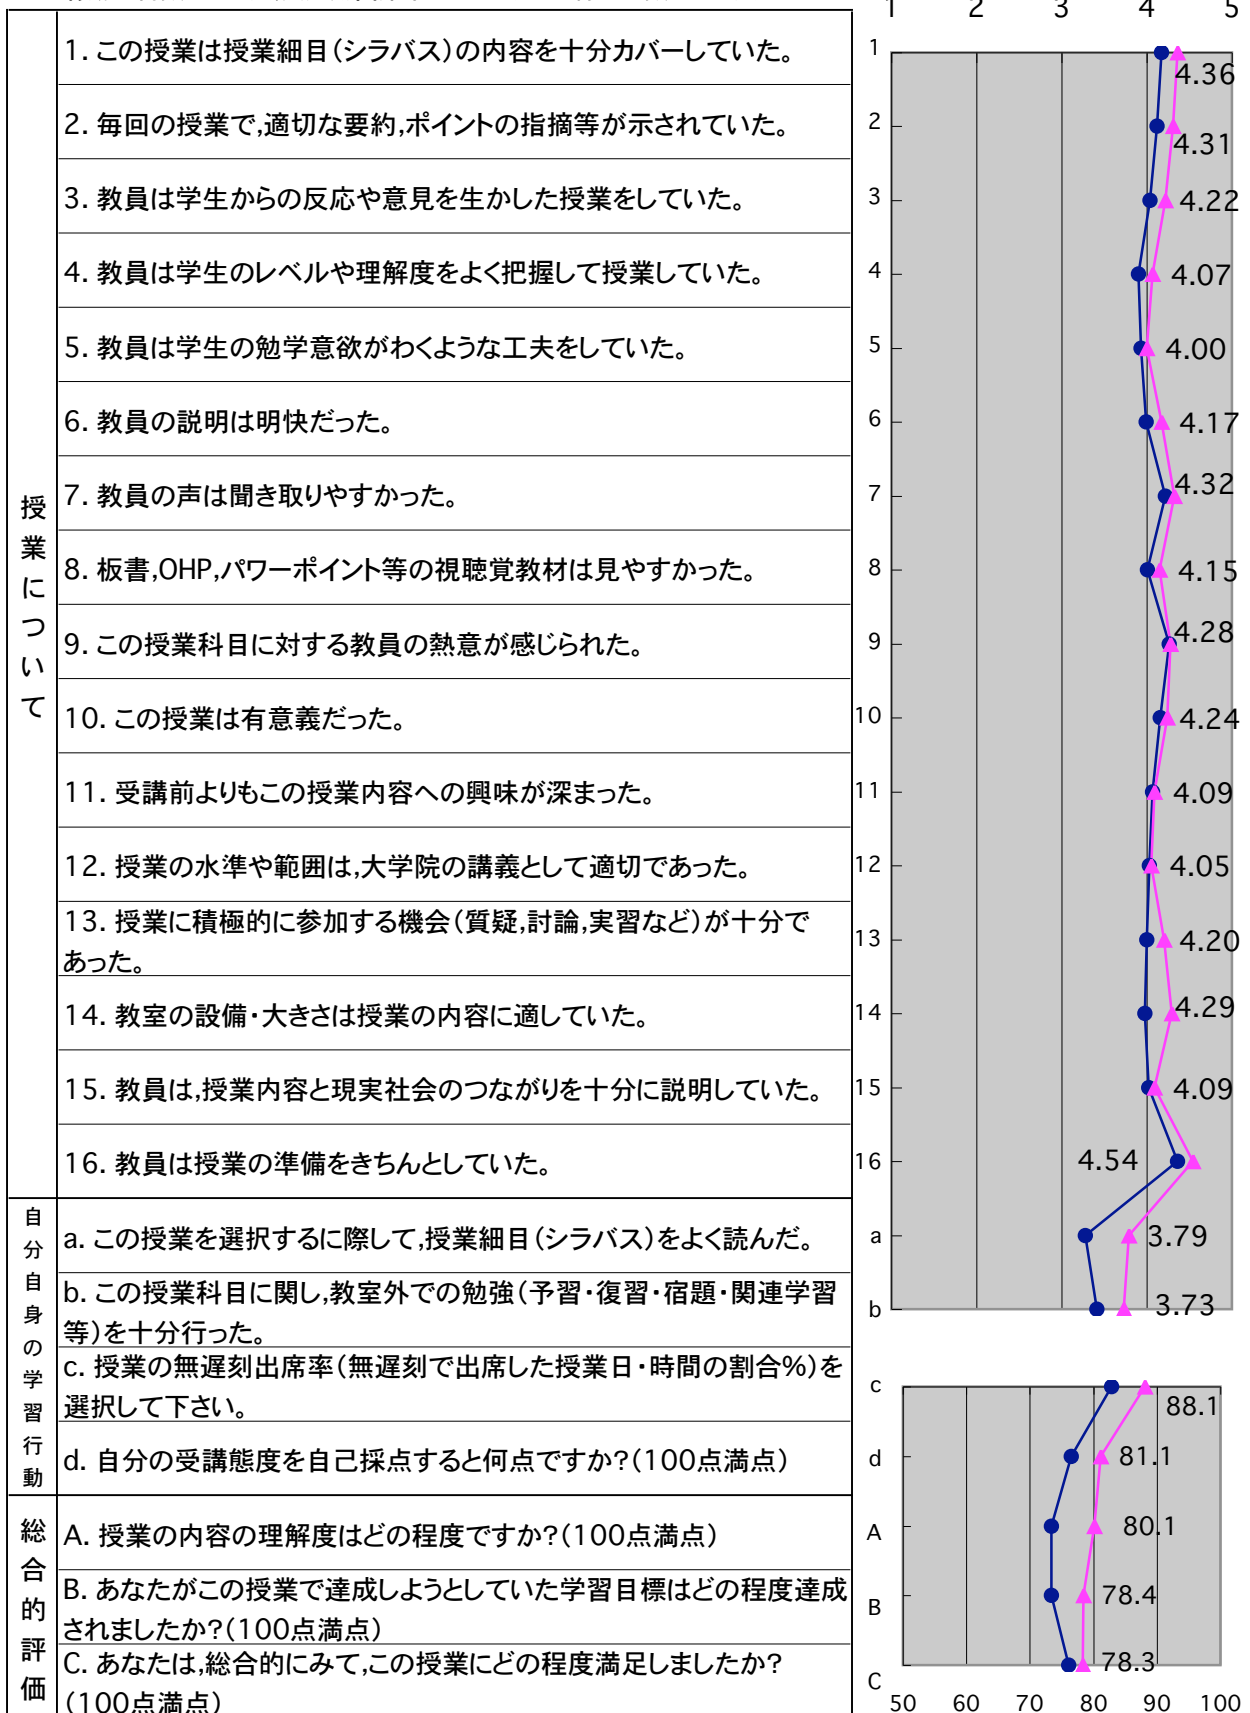 1 2 3 4 5
授業について
1. この授業は授業細目(シラバス)の内容を十分カバーしていた。
2. 毎回の授業で,適切な要約,ポイントの指摘等が示されていた。
3. 教員は学生からの反応や意見を生かした授業をしていた。
4. 教員は学生のレベルや理解度をよく把握して授業していた。
5. 教員は学生の勉学意欲がわくような工夫をしていた。
6. 教員の説明は明快だった。
7. 教員の声は聞き取りやすかった。
8. 板書,OHP,パワーポイント等の視聴覚教材は見やすかった。
9. この授業科目に対する教員の熱意が感じられた。
10. この授業は有意義だった。
11. 受講前よりもこの授業内容への興味が深まった。
12. 授業の水準や範囲は,大学院の講義として適切であった。
13. 授業に積極的に参加する機会(質疑,討論,実習など)が十分で
あった。
14. 教室の設備・大きさは授業の内容に適していた。
15. 教員は,授業内容と現実社会のつながりを十分に説明していた。
16. 教員は授業の準備をきちんとしていた。
自分自身の学習行動
a. この授業を選択するに際して,授業細目(シラバス)をよく読んだ。
b. この授業科目に関し,教室外での勉強(予習・復習・宿題・関連学習
等)を十分行った。
c. 授業の無遅刻出席率(無遅刻で出席した授業日・時間の割合%)を
選択して下さい。
d. 自分の受講態度を自己採点すると何点ですか?(100点満点)
総合的評価
A. 授業の内容の理解度はどの程度ですか?(100点満点)
B. あなたがこの授業で達成しようとしていた学習目標はどの程度達成
されましたか?(100点満点)
C. あなたは,総合的にみて,この授業にどの程度満足しましたか?
(100点満点)
1 4.36
2 4.31
3 4.22
4 4.07
5 4.00
6 4.17
7 4.32
8 4.15
9 4.28
10 4.24
11 4.09
12 4.05
13 4.20
14 4.29
15 4.09
16 4.54
a 3.79
b 3.73
c 88.1
d 81.1
A 80.1
B 78.4
C 78.3
50 60 70 80 90 100